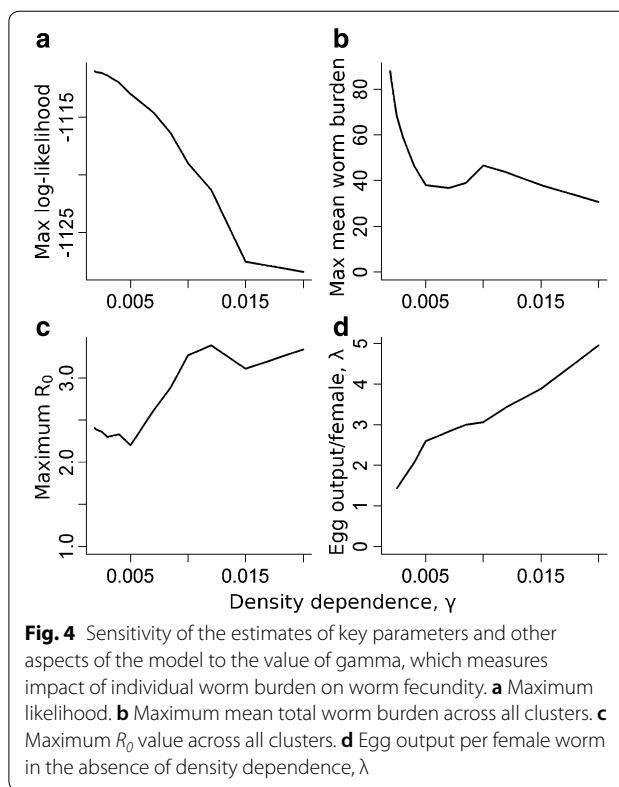 a
b
Max log-likelihood
-1115
-1125
0.005
0.015
Max mean worm burden
0 20 40 60 80
0.005
0.015
c
d
Maximum R0
1.0 2.0 3.0
0.005
0.015
Egg output/female, λ
0 1 2 3 4 5
0.005
0.015
Density dependence, γ
Fig. 4 Sensitivity of the estimates of key parameters and other
aspects of the model to the value of gamma, which measures
impact of individual worm burden on worm fecundity. a Maximum
likelihood. b Maximum mean total worm burden across all clusters. c
Maximum R0 value across all clusters. d Egg output per female worm
in the absence of density dependence, λ